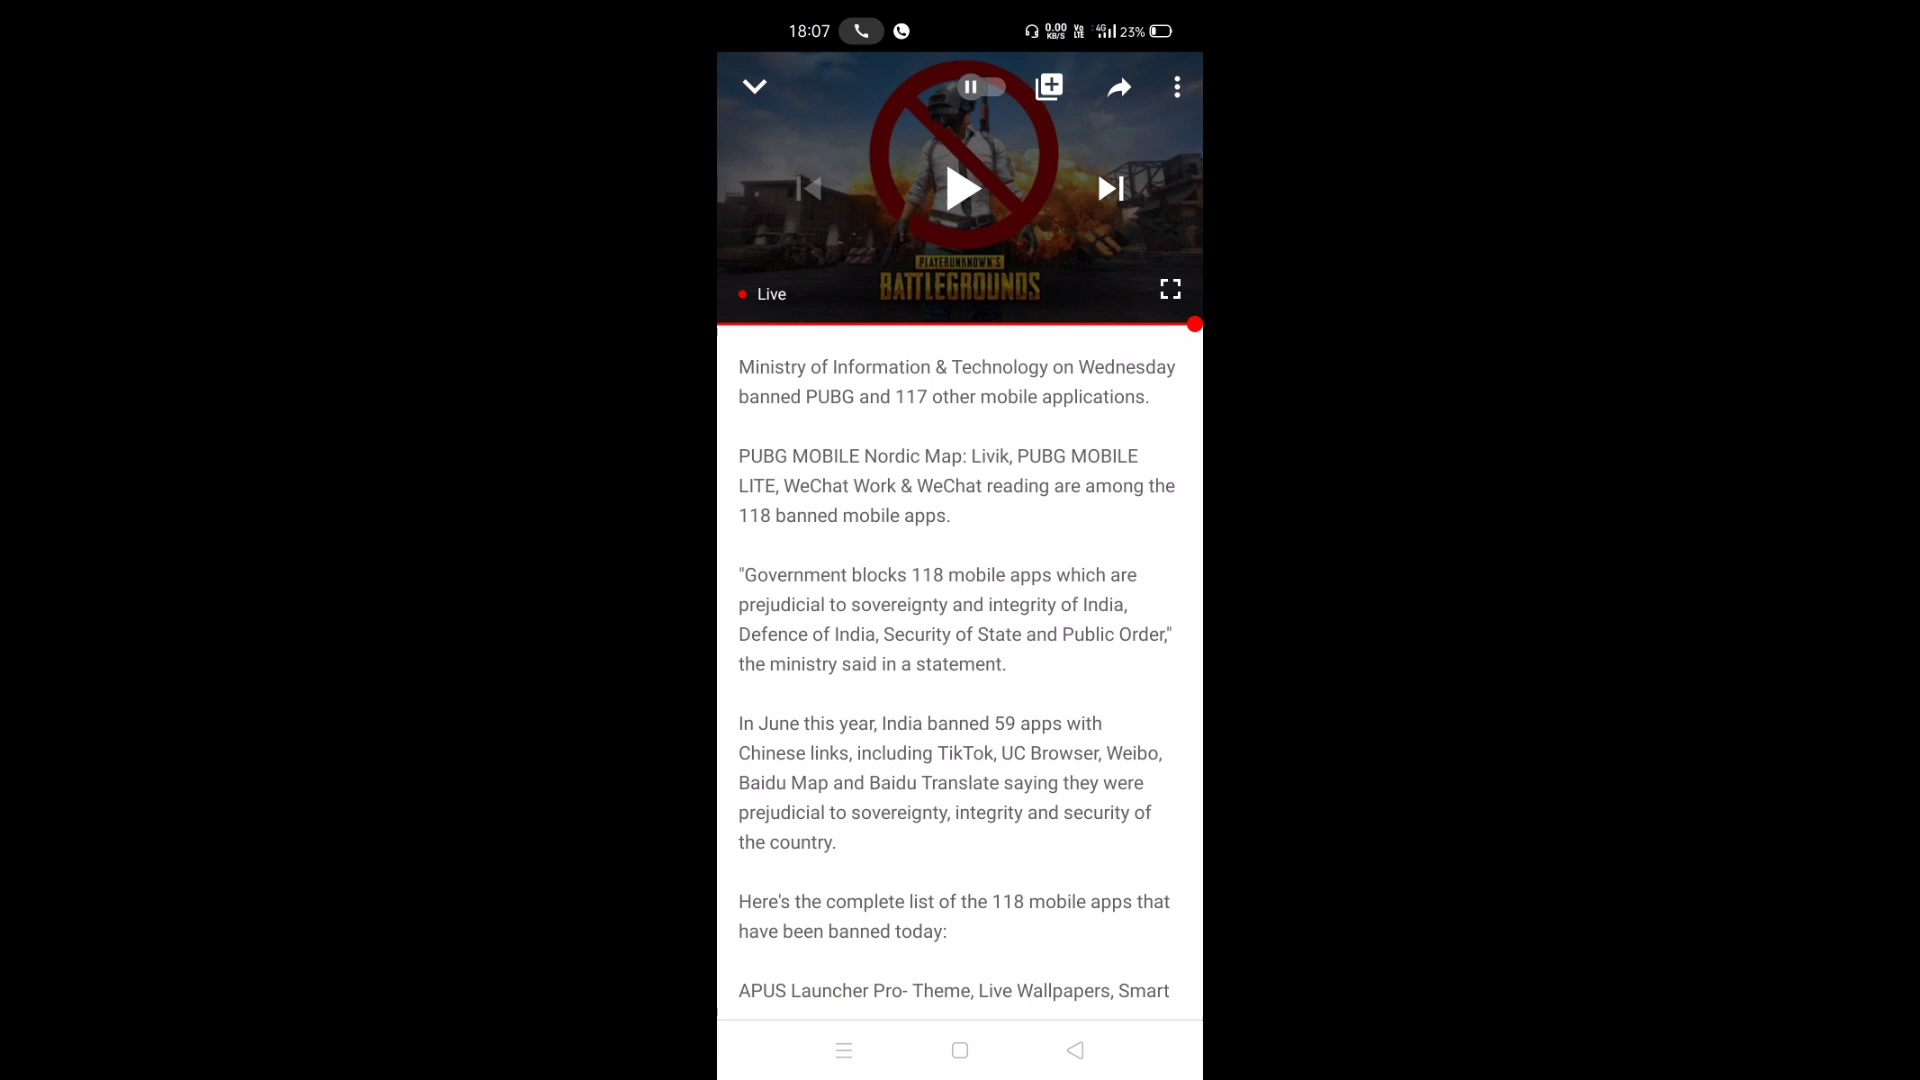 18:07 0.00 KB/S Vo LTE 4G 23%
PLAYERUNKNOWN'S
BATTLEGROUNDS
Live
Ministry of Information & Technology on Wednesday
banned PUBG and 117 other mobile applications.
PUBG MOBILE Nordic Map: Livik, PUBG MOBILE
LITE, WeChat Work & WeChat reading are among the
118 banned mobile apps.
"Government blocks 118 mobile apps which are
prejudicial to sovereignty and integrity of India,
Defence of India, Security of State and Public Order,"
the ministry said in a statement.
In June this year, India banned 59 apps with
Chinese links, including TikTok, UC Browser, Weibo,
Baidu Map and Baidu Translate saying they were
prejudicial to sovereignty, integrity and security of
the country.
Here's the complete list of the 118 mobile apps that
have been banned today:
APUS Launcher Pro- Theme, Live Wallpapers, Smart